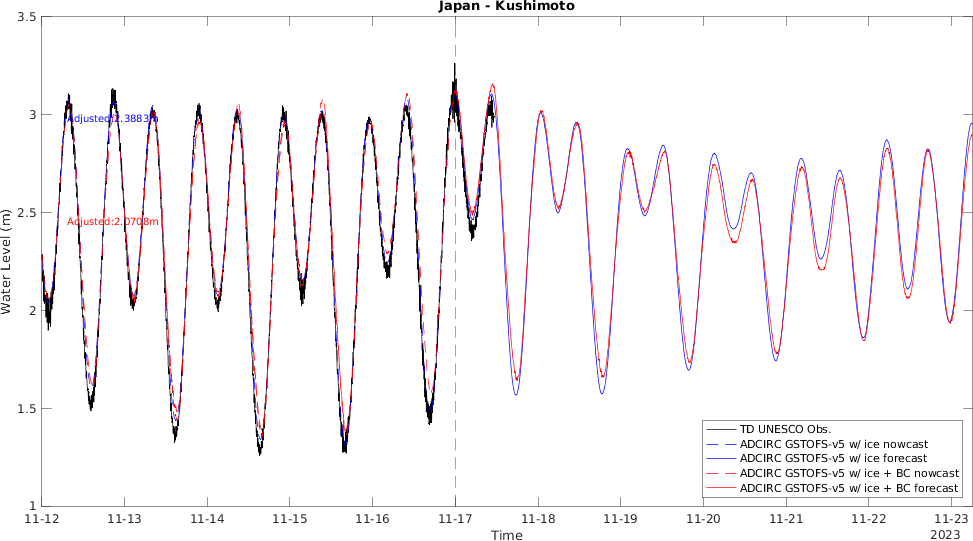 Japan - Kushimoto
3.5
3
2.5
2
1.5
1
Water Level (m)
Adjusted:2.3883m
Adjusted:2.0708m
TD UNESCO Obs.
ADCIRC GSTOFS-v5 w/ ice nowcast
ADCIRC GSTOFS-v5 w/ ice forecast
ADCIRC GSTOFS-v5 w/ ice + BC nowcast
ADCIRC GSTOFS-v5 w/ ice + BC forecast
11-12 11-13 11-14 11-15 11-16 11-17 11-18 11-19 11-20 11-21 11-22 11-23
Time
2023